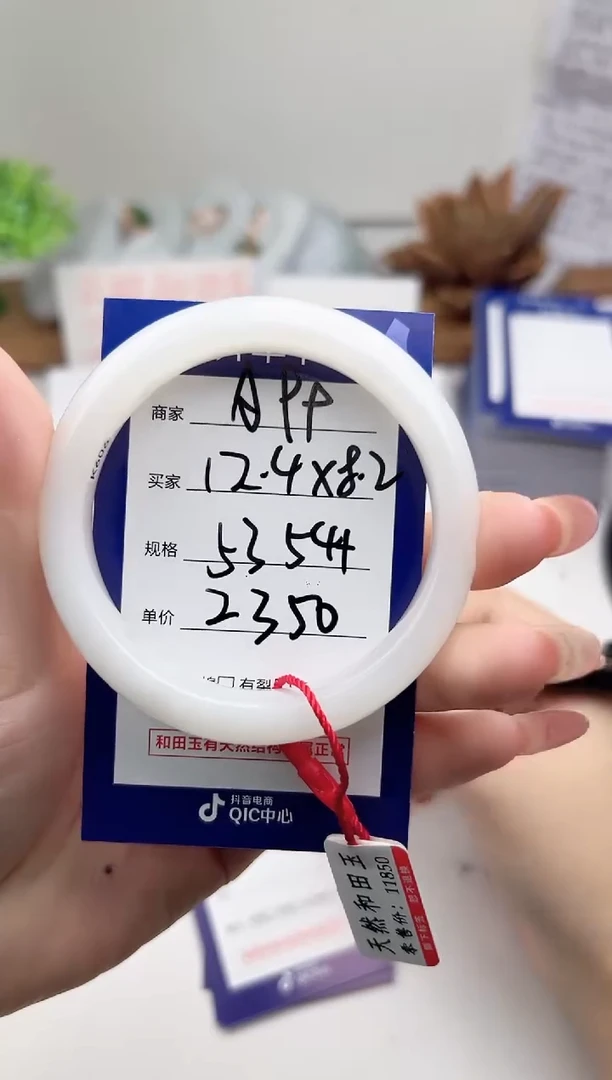 商家 APP
买家 12.4X8.2
规格 53544
单价 2350
有裂
和田玉有天然结构
抖音电商
QIC中心
天然和田玉
零售价：11850
K606